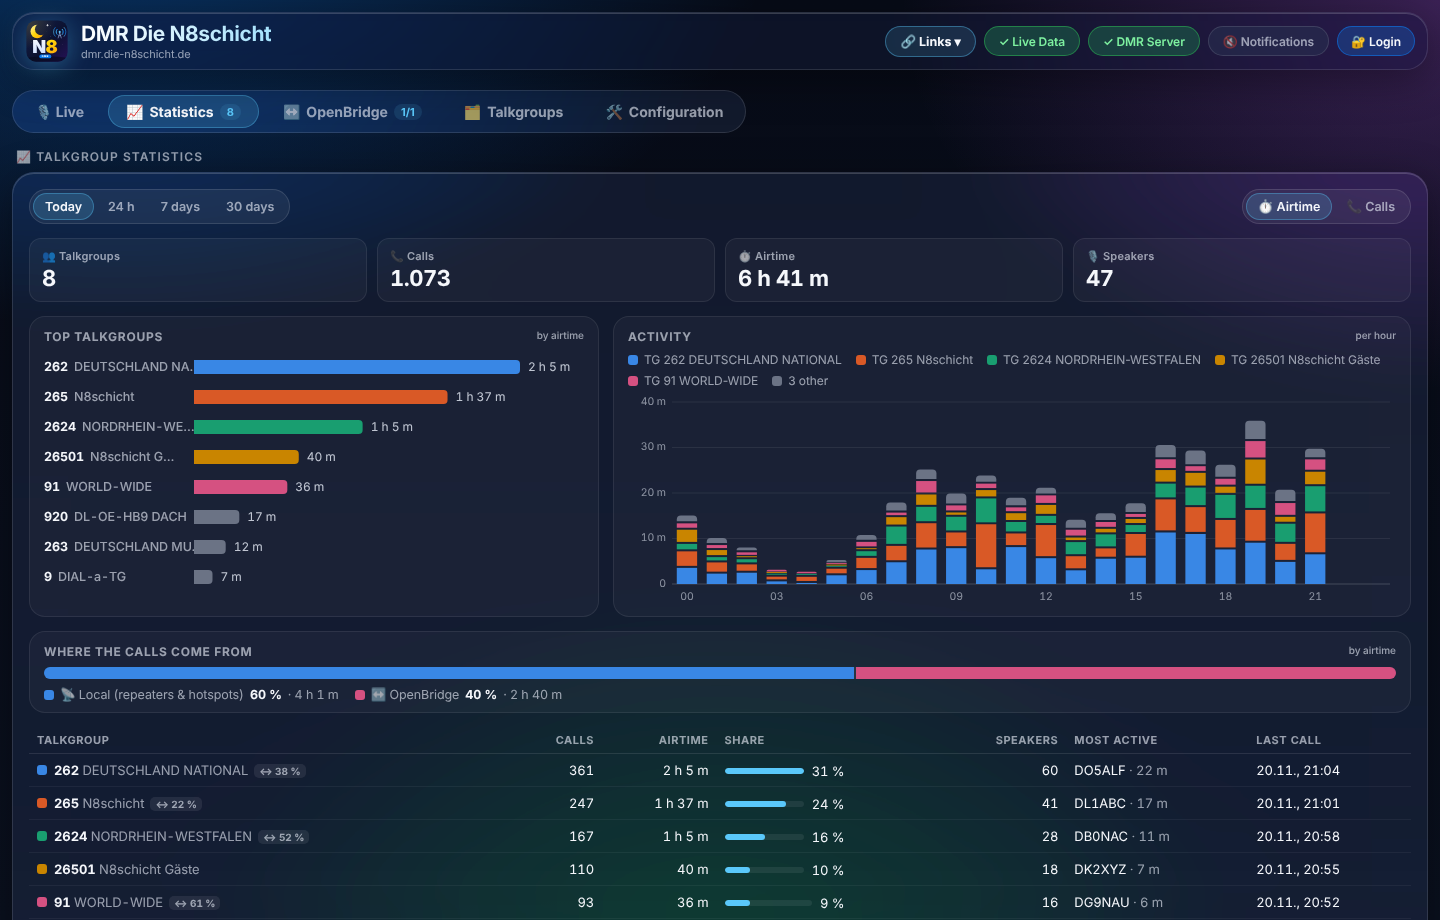 N8
DMR Die N8schicht
dmr.die-n8schicht.de
Links ▾
✓ Live Data
✓ DMR Server
Notifications
Login
Live
Statistics 8
OpenBridge 1/1
Talkgroups
Configuration
TALKGROUP STATISTICS
Today
24 h
7 days
30 days
Airtime
Calls
Talkgroups
8
Calls
1.073
Airtime
6 h 41 m
Speakers
47
TOP TALKGROUPS by airtime
262 DEUTSCHLAND NA… 2 h 5 m
265 N8schicht 1 h 37 m
2624 NORDRHEIN-WE… 1 h 5 m
26501 N8schicht G… 40 m
91 WORLD-WIDE 36 m
920 DL-OE-HB9 DACH 17 m
263 DEUTSCHLAND MU… 12 m
9 DIAL-a-TG 7 m
ACTIVITY per hour
TG 262 DEUTSCHLAND NATIONAL TG 265 N8schicht TG 2624 NORDRHEIN-WESTFALEN TG 26501 N8schicht Gäste
TG 91 WORLD-WIDE 3 other
40 m
30 m
20 m
10 m
0
00 03 06 09 12 15 18 21
WHERE THE CALLS COME FROM by airtime
Local (repeaters & hotspots) 60 % · 4 h 1 m OpenBridge 40 % · 2 h 40 m
TALKGROUP CALLS AIRTIME SHARE SPEAKERS MOST ACTIVE LAST CALL
262 DEUTSCHLAND NATIONAL ↔ 38 % 361 2 h 5 m 31 % 60 DO5ALF · 22 m 20.11., 21:04
265 N8schicht ↔ 22 % 247 1 h 37 m 24 % 41 DL1ABC · 17 m 20.11., 21:01
2624 NORDRHEIN-WESTFALEN ↔ 52 % 167 1 h 5 m 16 % 28 DB0NAC · 11 m 20.11., 20:58
26501 N8schicht Gäste 110 40 m 10 % 18 DK2XYZ · 7 m 20.11., 20:55
91 WORLD-WIDE ↔ 61 % 93 36 m 9 % 16 DG9NAU · 6 m 20.11., 20:52